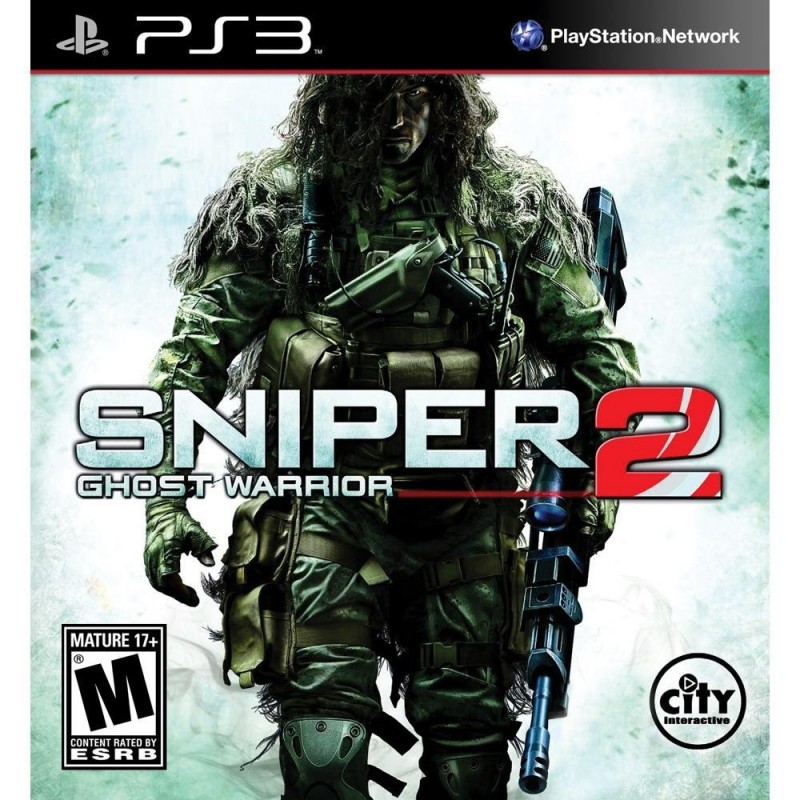 PS3
PlayStation®Network
SNIPER 2
GHOST WARRIOR
MATURE 17+
M
®
CONTENT RATED BY
ESRB
city
interactive